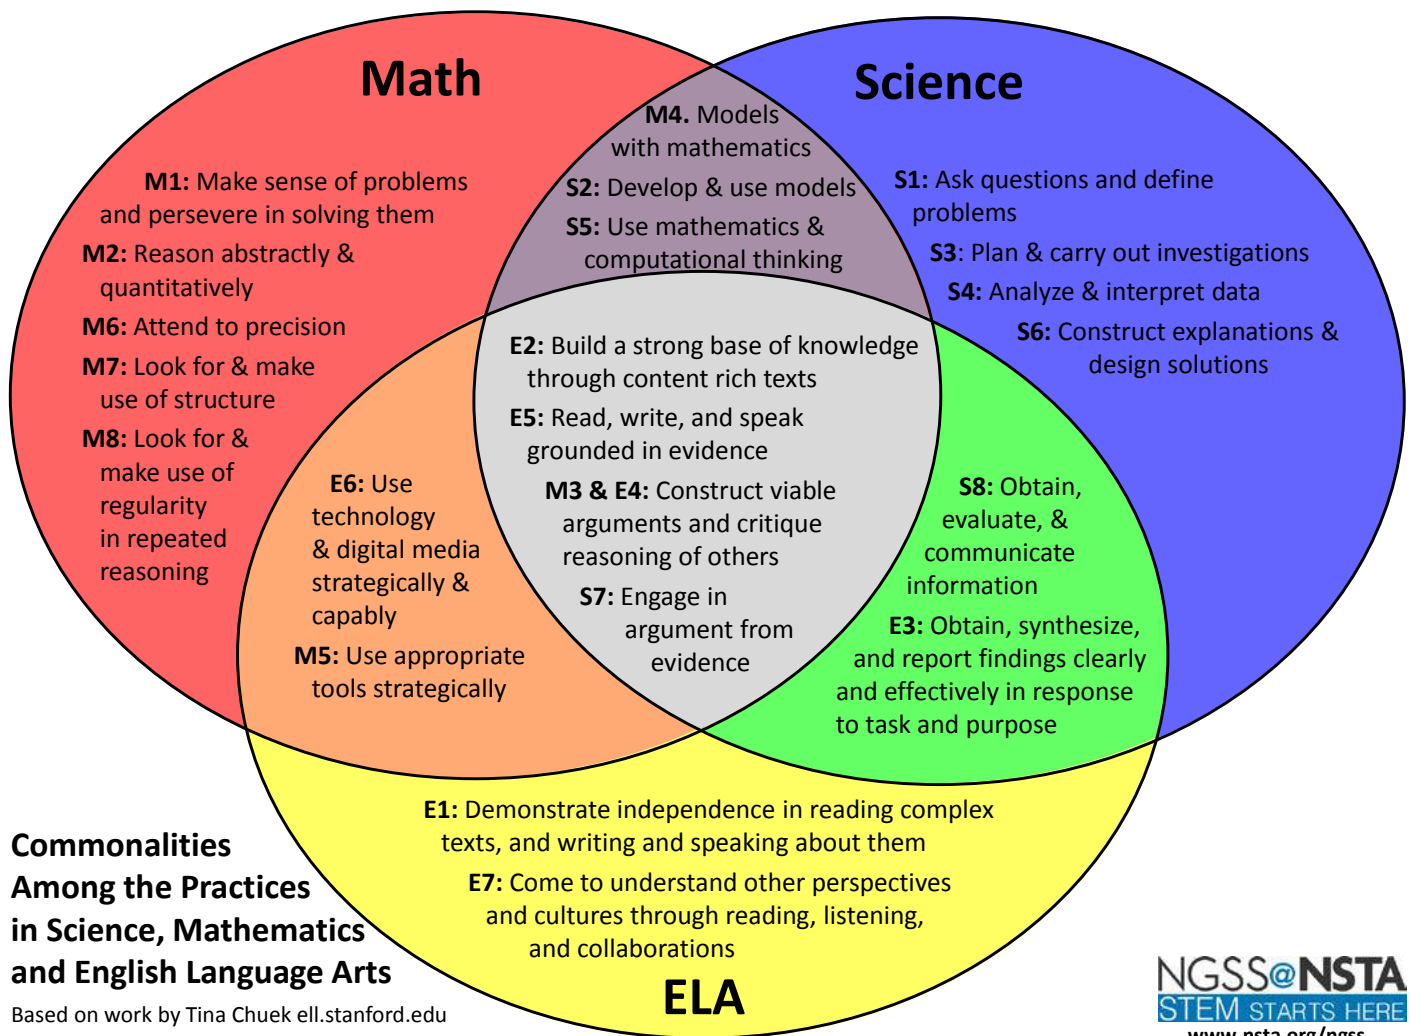 Math
Science
M4. Models
with mathematics
S2: Develop & use models
S5: Use mathematics &
computational thinking
M1: Make sense of problems
and persevere in solving them
M2: Reason abstractly &
quantitatively
M6: Attend to precision
M7: Look for & make
use of structure
M8: Look for &
make use of
regularity
in repeated
reasoning
S1: Ask questions and define
problems
S3: Plan & carry out investigations
S4: Analyze & interpret data
S6: Construct explanations &
design solutions
E2: Build a strong base of knowledge
through content rich texts
E5: Read, write, and speak
grounded in evidence
M3 & E4: Construct viable
arguments and critique
reasoning of others
S7: Engage in
argument from
evidence
E6: Use
technology
& digital media
strategically &
capably
M5: Use appropriate
tools strategically
S8: Obtain,
evaluate, &
communicate
information
E3: Obtain, synthesize,
and report findings clearly
and effectively in response
to task and purpose
E1: Demonstrate independence in reading complex
texts, and writing and speaking about them
E7: Come to understand other perspectives
and cultures through reading, listening,
and collaborations
ELA
Commonalities
Among the Practices
in Science, Mathematics
and English Language Arts
Based on work by Tina Chuek ell.stanford.edu
NGSS@NSTA
STEM STARTS HERE
www.nsta.org/ngss